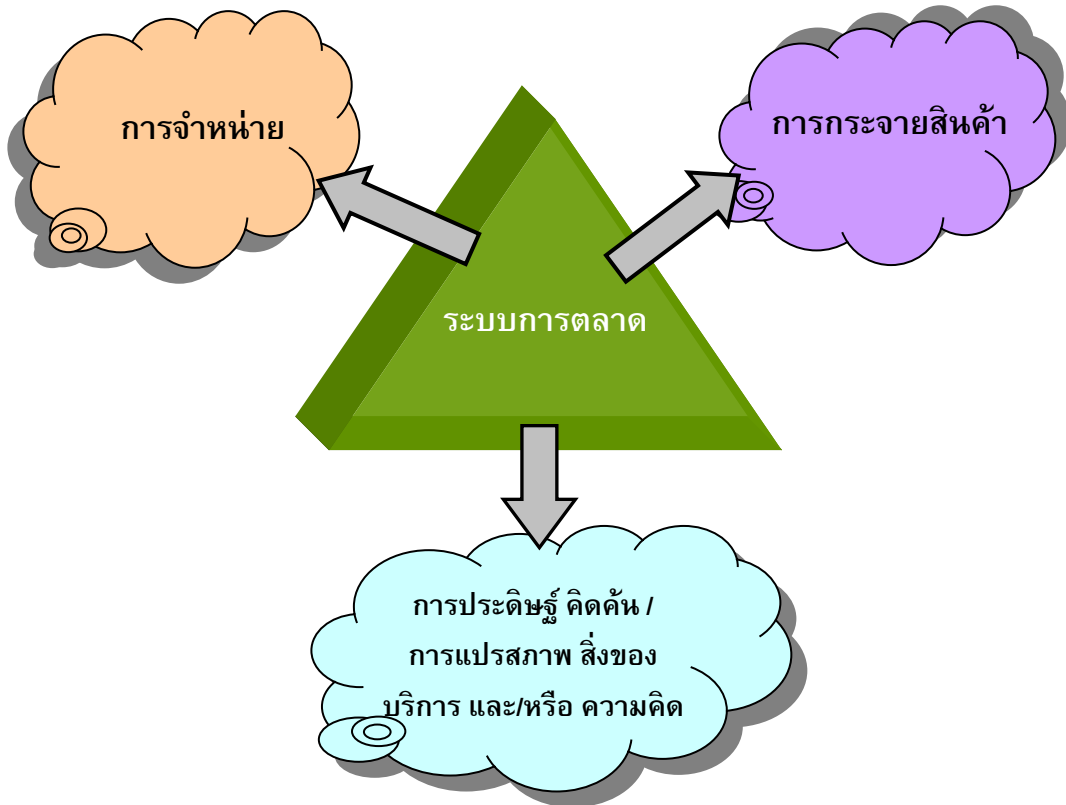 การจำหน่าย
การกระจายสินค้า
ระบบการตลาด
การประดิษฐ์ คิดค้น /
การแปรสภาพ สิ่งของ
บริการ และ/หรือ ความคิด